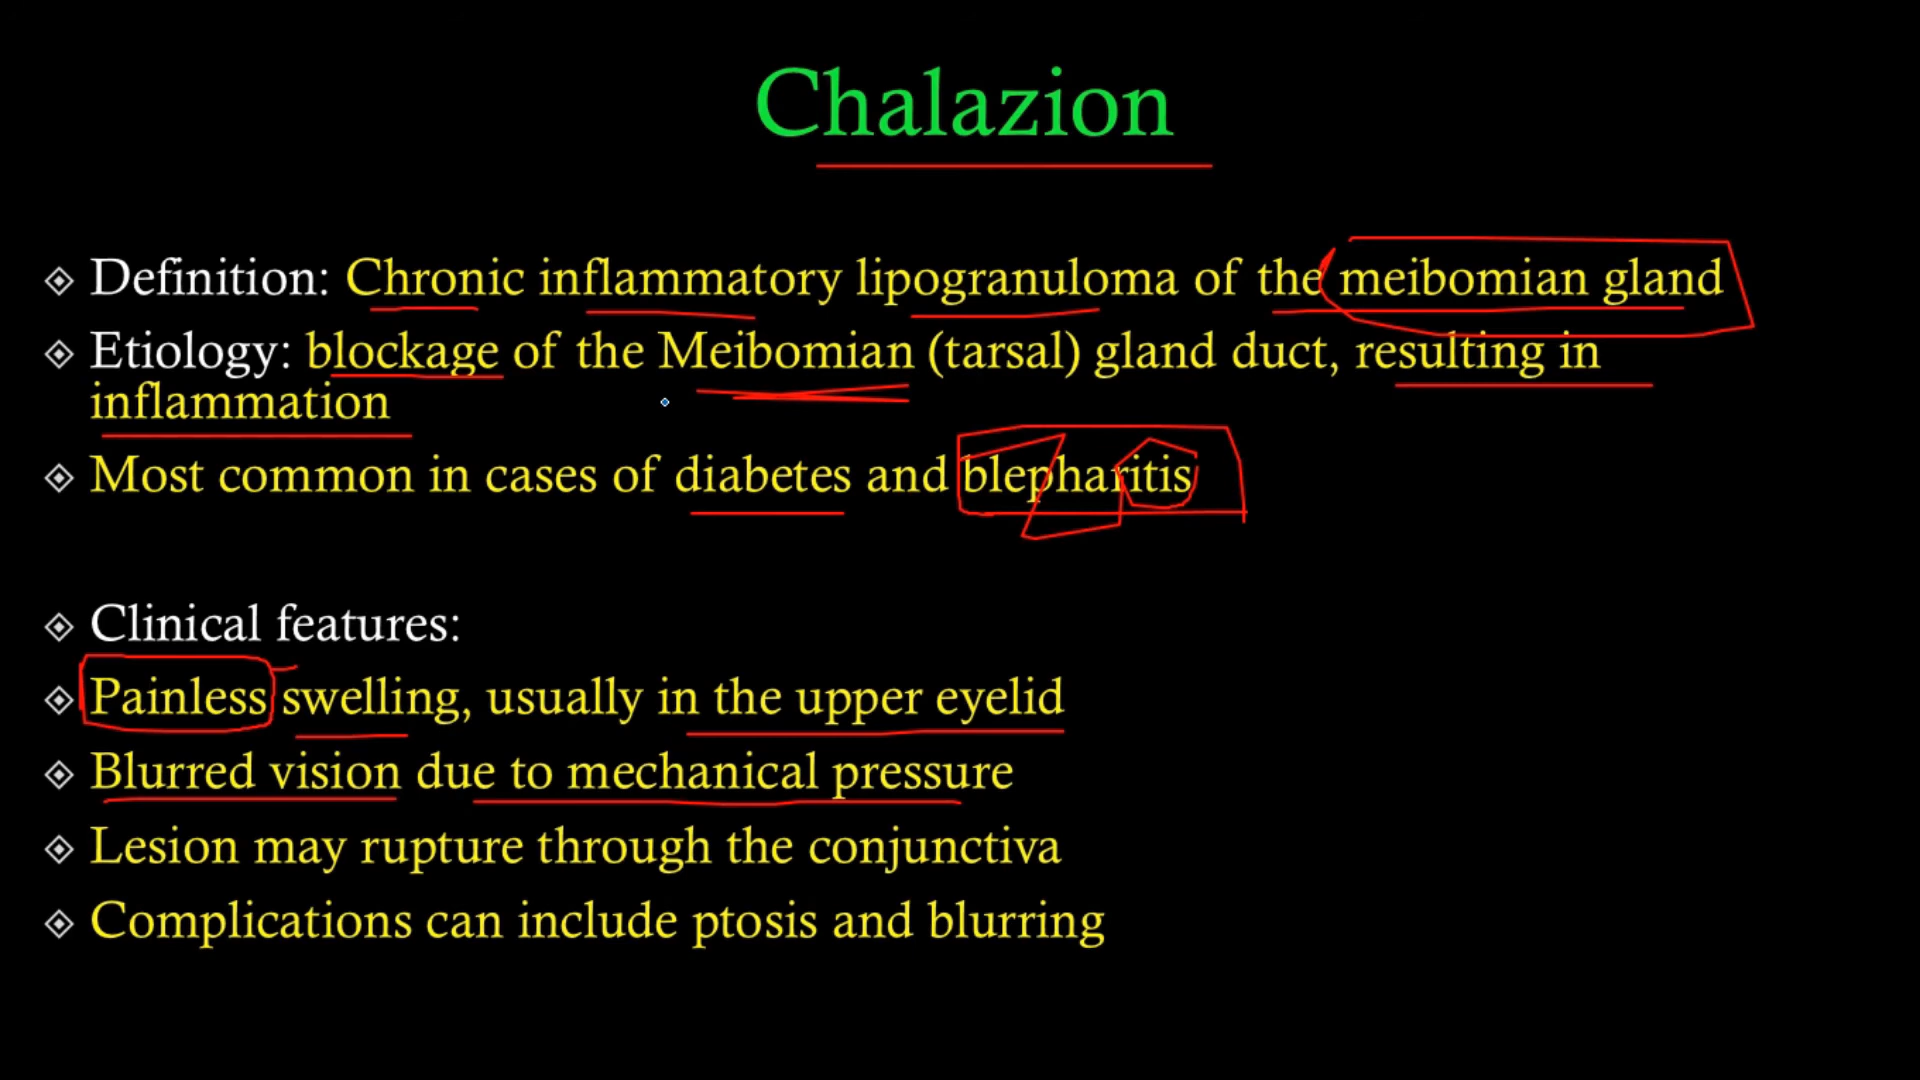 Chalazion
Definition: Chronic inflammatory lipogranuloma of the meibomian gland
Etiology: blockage of the Meibomian (tarsal) gland duct, resulting in
inflammation
Most common in cases of diabetes and blepharitis
Clinical features:
Painless swelling, usually in the upper eyelid
Blurred vision due to mechanical pressure
Lesion may rupture through the conjunctiva
Complications can include ptosis and blurring